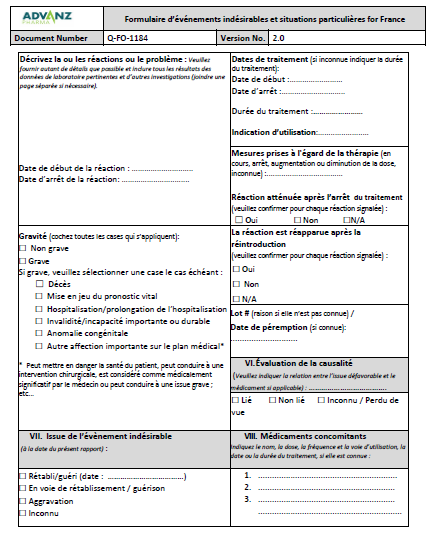 ADVANZ
PHARMA
Formulaire d'événements indésirables et situations particulières for France
Document Number Q-FO-1184 Version No. 2.0
Décrivez la ou les réactions ou le problème : Veuillez
fournir autant de détails que possible et inclure tous les résultats des
données de laboratoire pertinentes et d'autres investigations (joindre une
page séparée si nécessaire).
Date de début de la réaction : ................................
Date d'arrêt de la réaction: ................................
Dates de traitement (si inconnue indiquer la durée
du traitement):
Date de début :........................
Date d'arrêt :............................
Durée du traitement :......................
Indication d'utilisation:......................
Mesures prises à l'égard de la thérapie (en
cours, arrêt, augmentation ou diminution de la dose,
inconnue) :................................
Réaction atténuée après l'arrêt du traitement
(veuillez confirmer pour chaque réaction signalée) :
☐ Oui ☐ Non ☐N/A
Gravité (cochez toutes les cases qui s'appliquent):
☐ Non grave
☐ Grave
Si grave, veuillez sélectionner une case le cas échéant :
☐ Décès
☐ Mise en jeu du pronostic vital
☐ Hospitalisation/prolongation de l'hospitalisation
☐ Invalidité/incapacité importante ou durable
☐ Anomalie congénitale
☐ Autre affection importante sur le plan médical*
* Peut mettre en danger la santé du patient, peut conduire à une
intervention chirurgicale, est considéré comme médicalement
significatif par le medecin ou peut conduire à une issue grave ;
etc...
La réaction est réapparue après la
réintroduction
(veuillez confirmer pour chaque réaction signalée) :
☐ Oui
☐ Non
☐ N/A
Lot # (raison si elle n'est pas connue) /
Date de péremption (si connue):
..............................
VI.Évaluation de la causalité
(Veuillez indiquer la relation entre l'issue défavorable et le
médicament si applicable) : ................................
☐ Lié ☐ Non lié ☐ Inconnu / Perdu de
vue
VII. Issue de l'évènement indésirable
(à la date du présent rapport) :
☐ Rétabli/guéri (date : ................................)
☐ En voie de rétablissement / guérison
☐ Aggravation
☐ Inconnu
VIII. Médicaments concomitants
Indiquez le nom, la dose, la fréquence et la voie d'utilisation, la
date ou la durée du traitement, si elle est connue :
1. ................................................
2. ................................................
3. ................................................
................................................